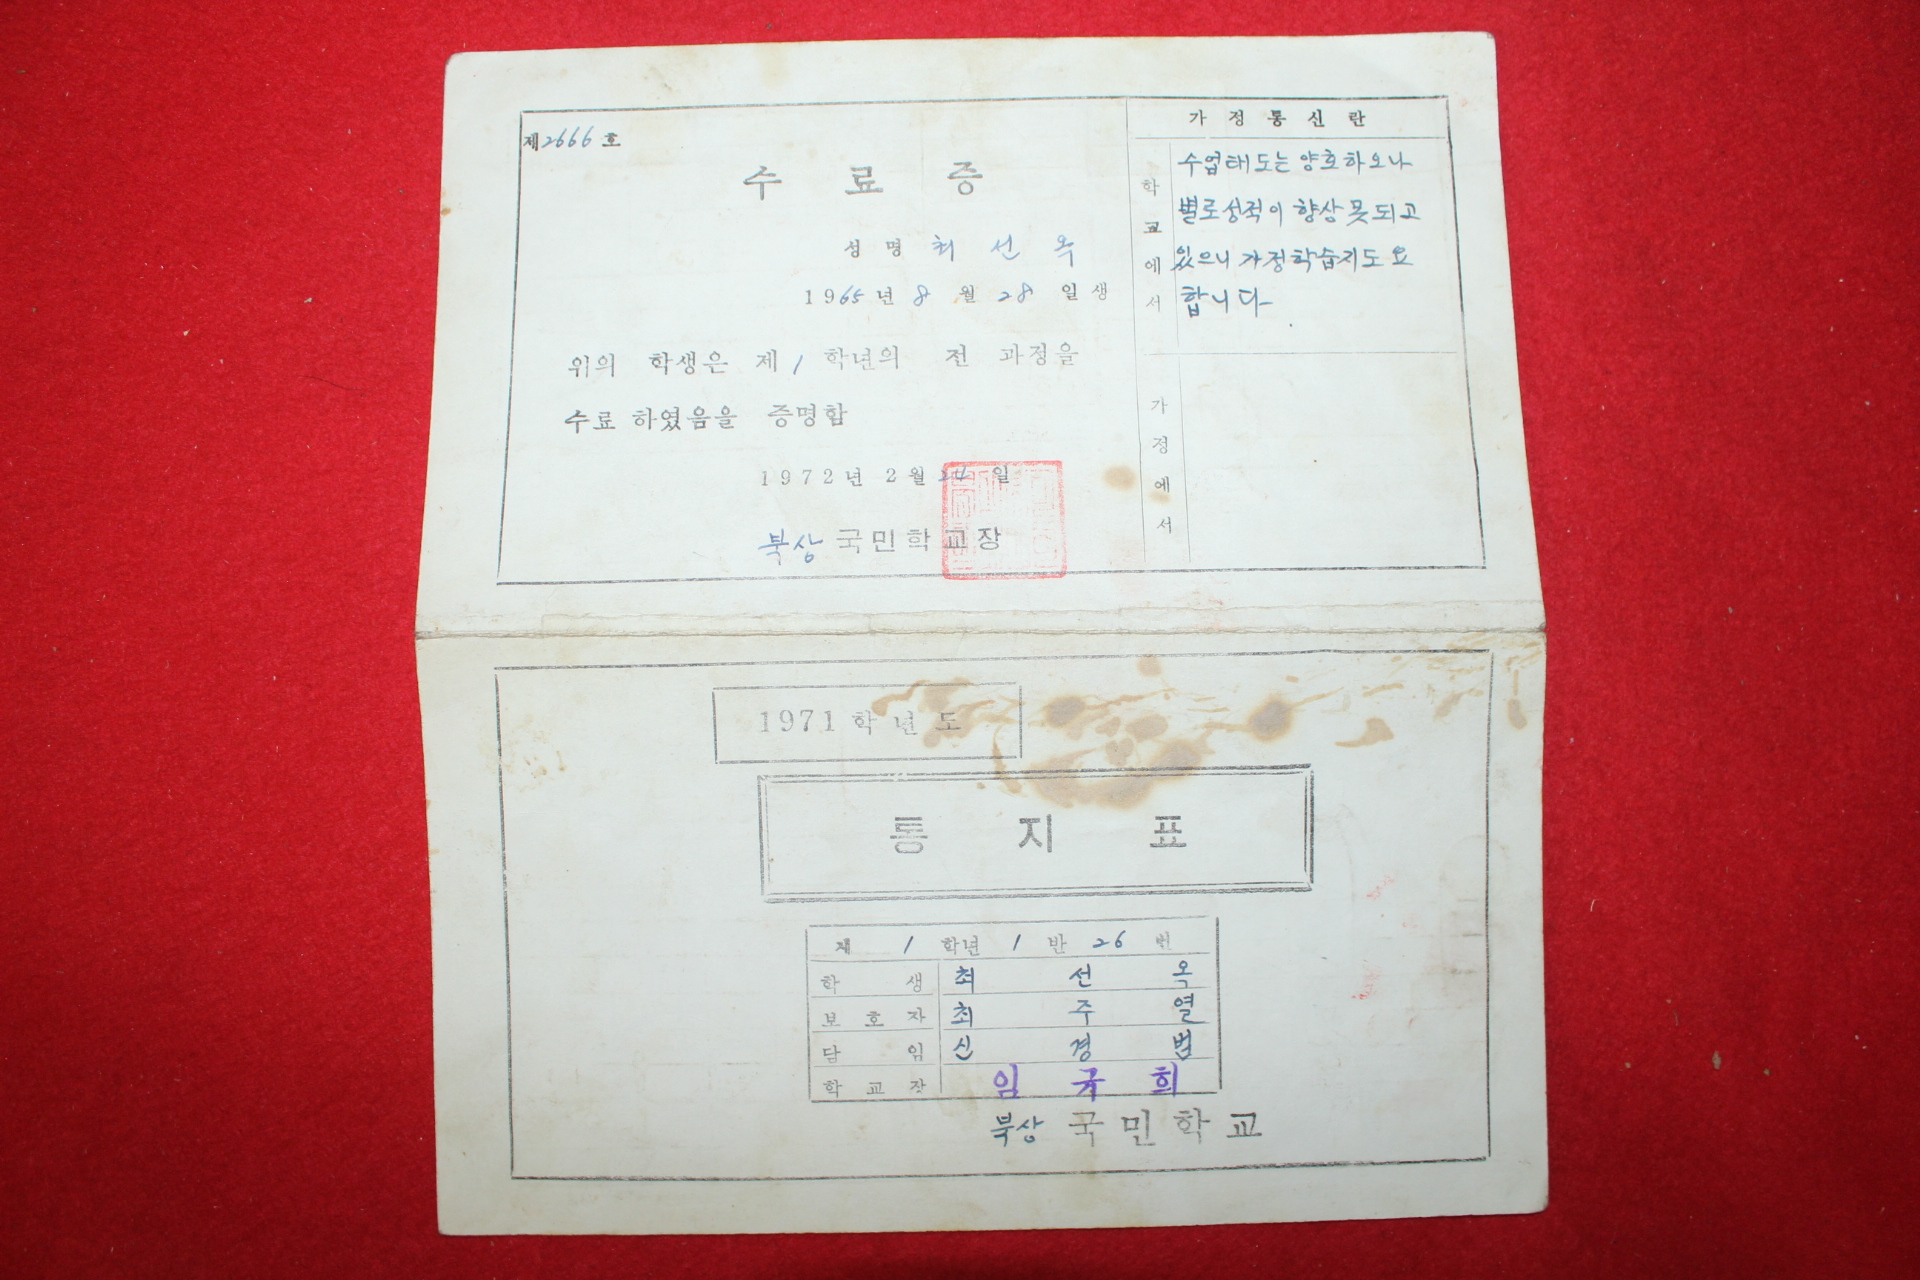 제2666호
수료증
성명 최선옥
1965년 8월 28일생
위의 학생은 제1학년의 전 과정을
수료 하였음을 증명함
1972년 2월 24일
북상 국민학교장
가정통신란
학교에서
수업태도는 양호하오나
별로 성적이 향상 못되고
있으니 가정학습지도 요
합니다
가정에서
1971학년도
통지표
제 1 학년 1 반 26 번
학생 최선옥
보호자 최주열
담임 신경범
학교장 임국희
북상 국민학교